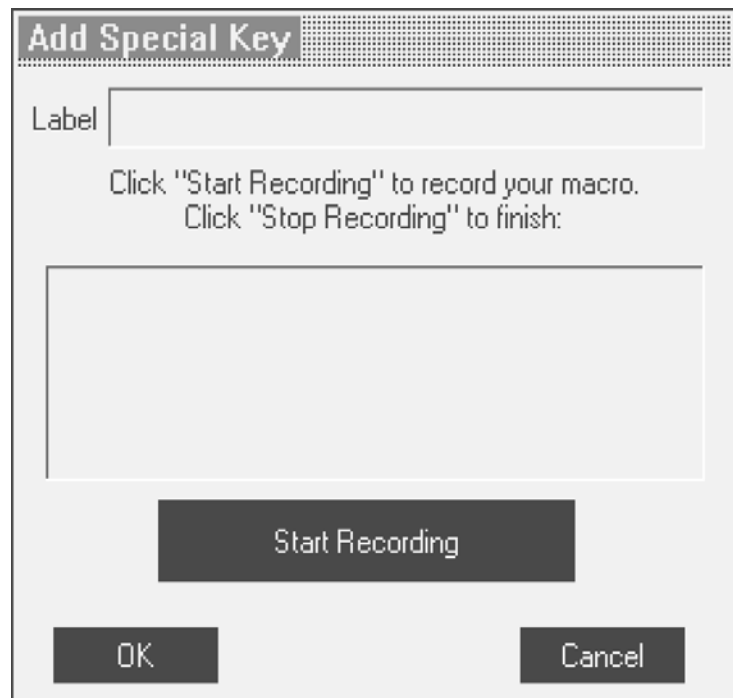 Add Special Key
Label
Click "Start Recording" to record your macro.
Click "Stop Recording" to finish:
Start Recording
OK
Cancel